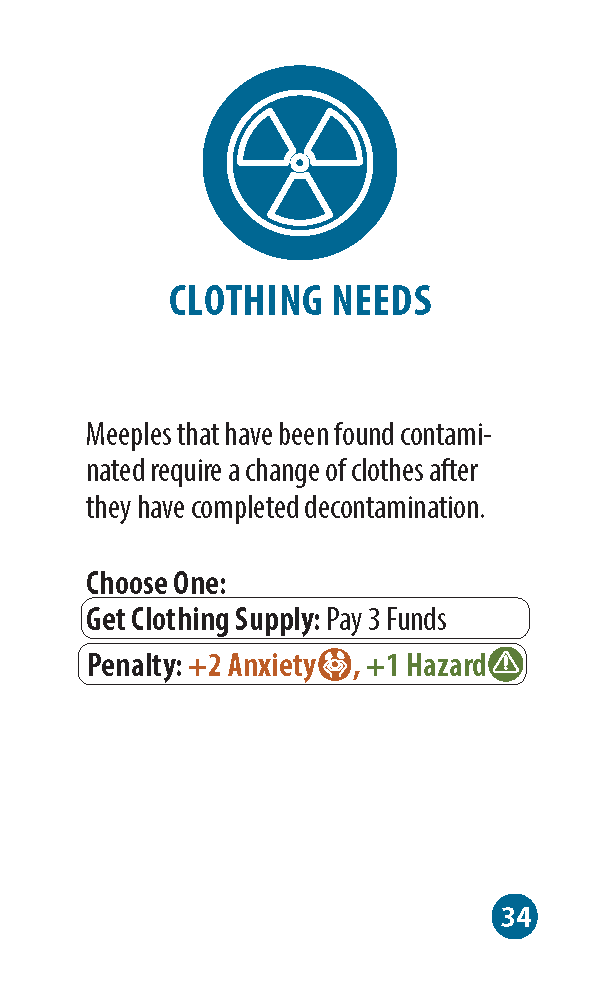 CLOTHING NEEDS
Meeples that have been found contami-
nated require a change of clothes after
they have completed decontamination.
Choose One:
Get Clothing Supply: Pay 3 Funds
Penalty: +2 Anxiety, +1 Hazard
34